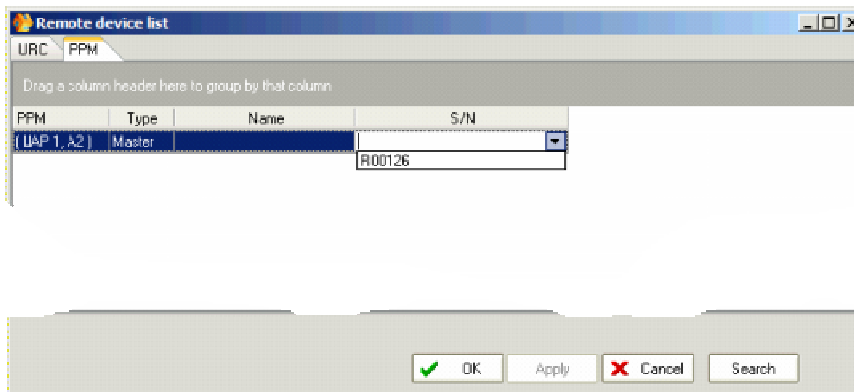 Remote device list
URC PPM
Drag a column header here to group by that column
PPM Type Name S/N
( UAP 1, A2 ) Master
R00126
OK Apply Cancel Search